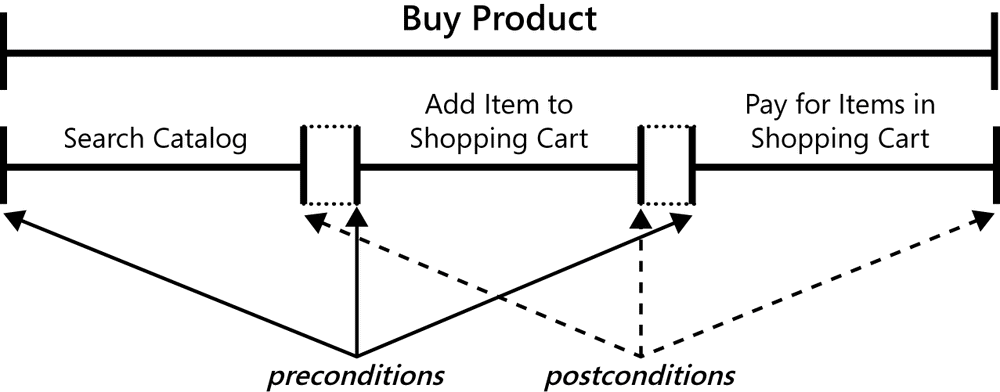 Buy Product
Search Catalog
Add Item to
Shopping Cart
Pay for Items in
Shopping Cart
preconditions
postconditions